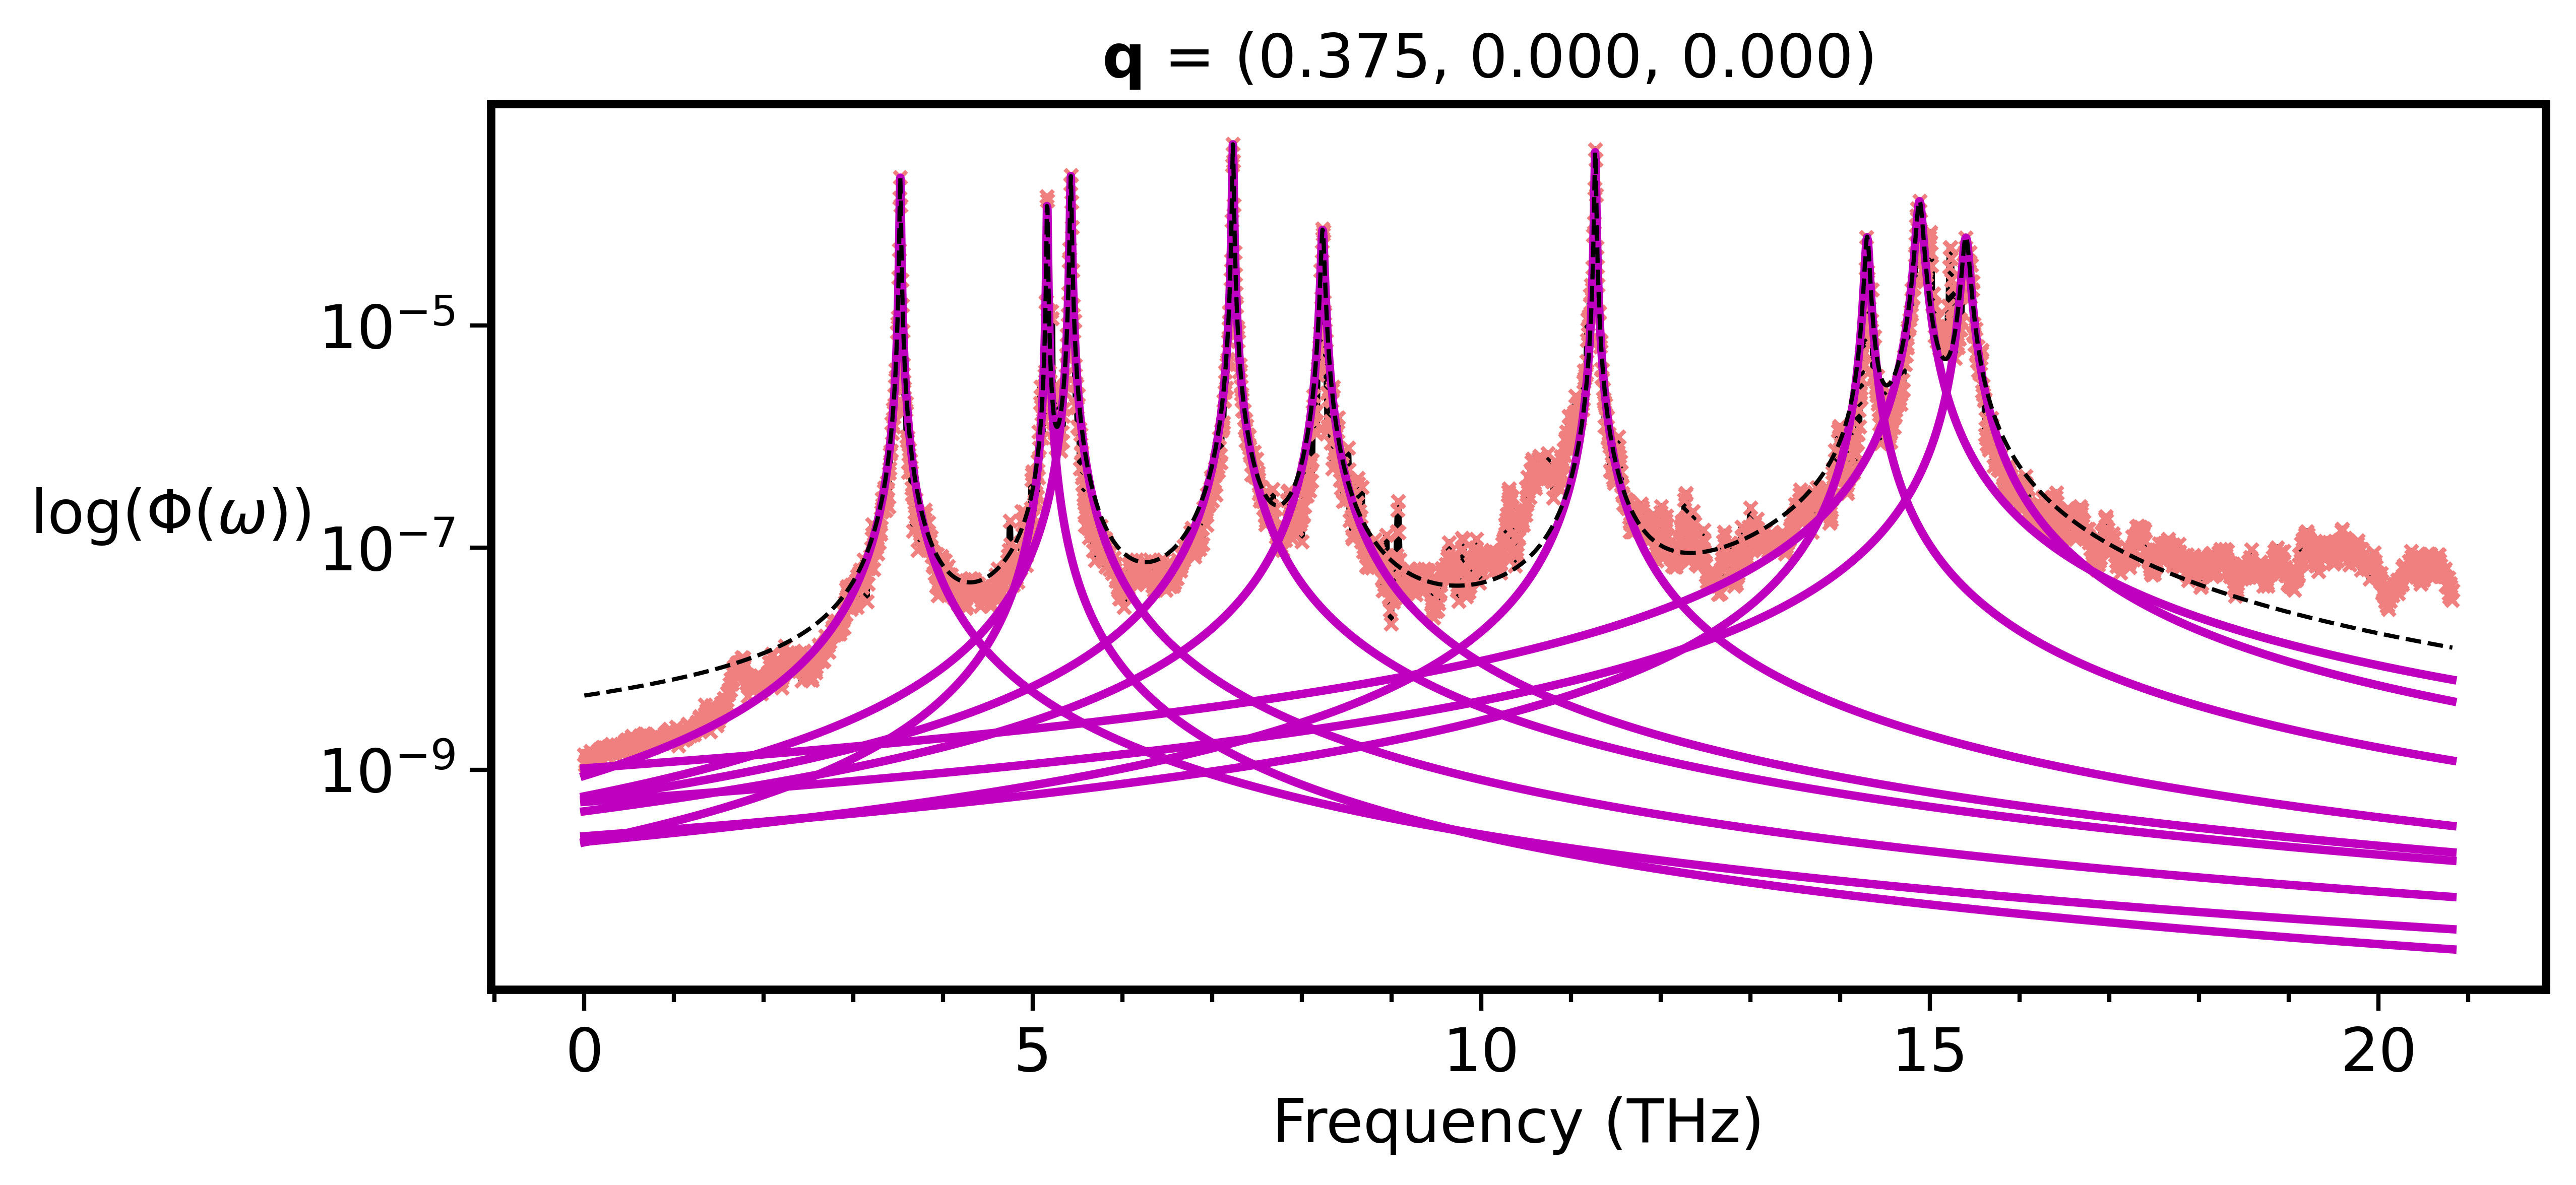 q = (0.375, 0.000, 0.000)
log(Φ(ω))
10⁻⁵
10⁻⁷
10⁻⁹
0 5 10 15 20
Frequency (THz)